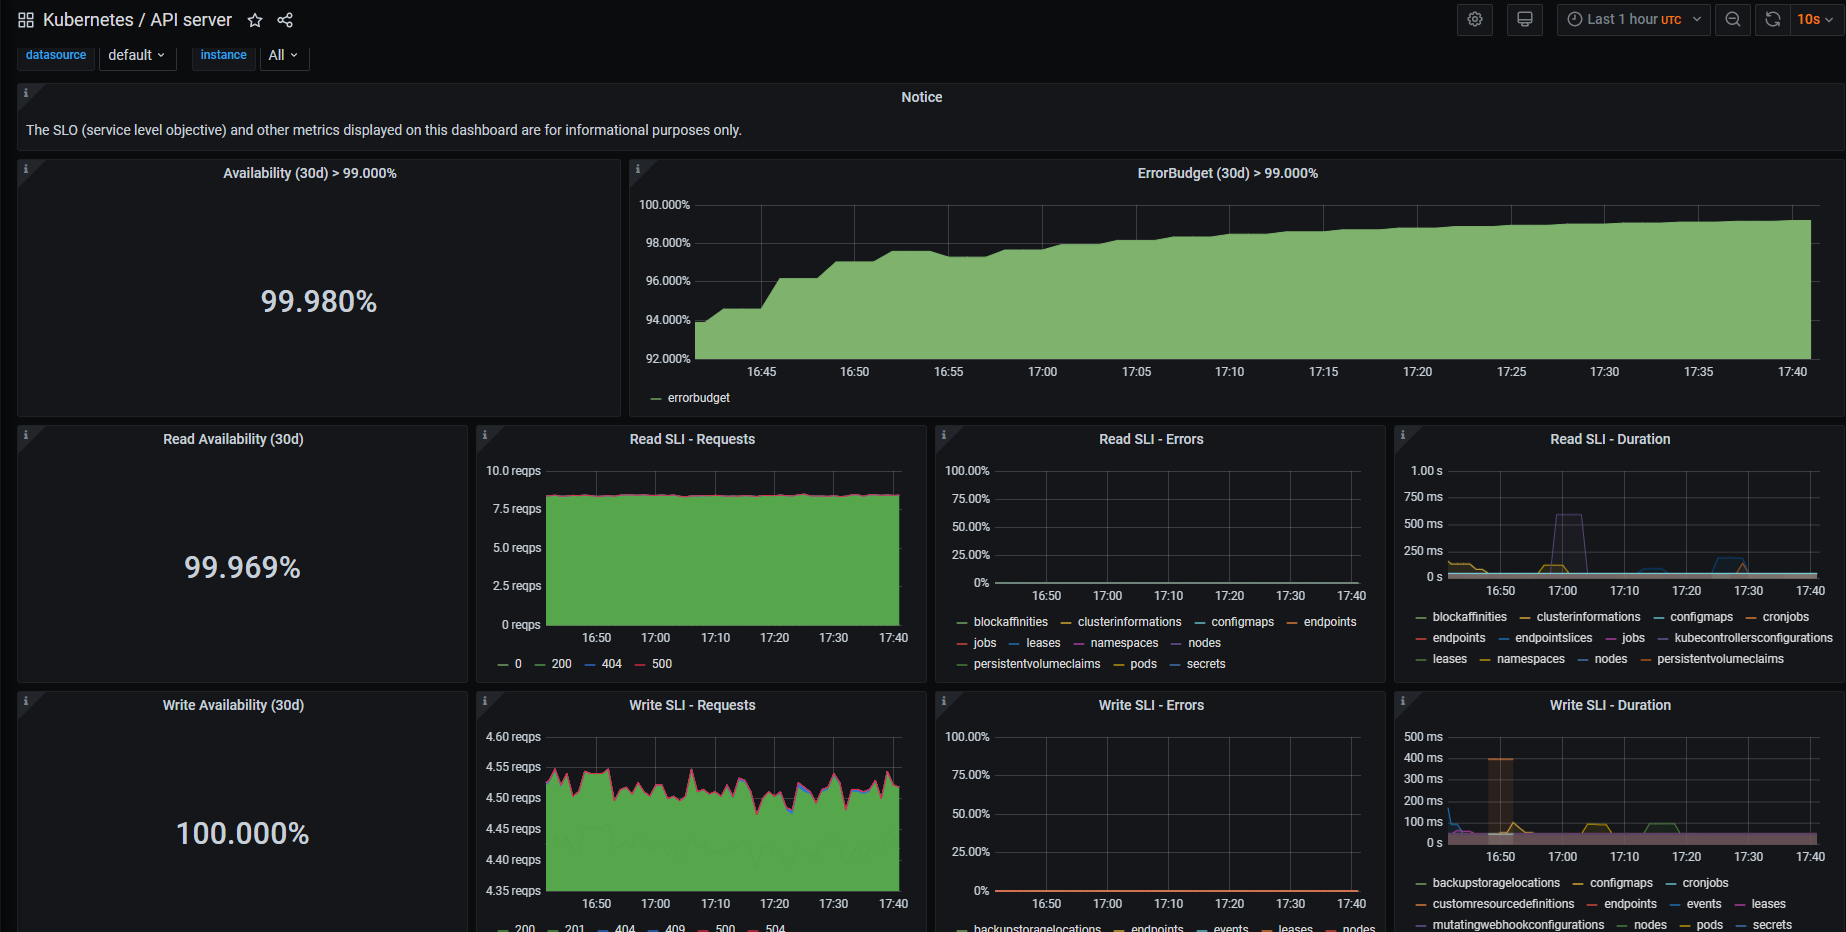 Kubernetes / API server
Last 1 hour UTC
10s
datasource default instance All
Notice
The SLO (service level objective) and other metrics displayed on this dashboard are for informational purposes only.
Availability (30d) > 99.000%
99.980%
ErrorBudget (30d) > 99.000%
100.000%
98.000%
96.000%
94.000%
92.000%
16:45 16:50 16:55 17:00 17:05 17:10 17:15 17:20 17:25 17:30 17:35 17:40
errorbudget
Read Availability (30d)
99.969%
Read SLI - Requests
10.0 reqps
7.5 reqps
5.0 reqps
2.5 reqps
0 reqps
16:50 17:00 17:10 17:20 17:30 17:40
0 200 404 500
Read SLI - Errors
100.00%
75.00%
50.00%
25.00%
0%
16:50 17:00 17:10 17:20 17:30 17:40
blockaffinities clusterinformations configmaps endpoints
jobs leases namespaces nodes
persistentvolumeclaims pods secrets
Read SLI - Duration
1.00 s
750 ms
500 ms
250 ms
0 s
16:50 17:00 17:10 17:20 17:30 17:40
blockaffinities clusterinformations configmaps cronjobs
endpoints endpointslices jobs kubecontrollersconfigurations
leases namespaces nodes persistentvolumeclaims
Write Availability (30d)
100.000%
Write SLI - Requests
4.60 reqps
4.55 reqps
4.50 reqps
4.45 reqps
4.40 reqps
4.35 reqps
16:50 17:00 17:10 17:20 17:30 17:40
200 201 404 409 500 504
Write SLI - Errors
100.00%
75.00%
50.00%
25.00%
0%
16:50 17:00 17:10 17:20 17:30 17:40
backupstoragelocations endpoints events leases nodes
Write SLI - Duration
500 ms
400 ms
300 ms
200 ms
100 ms
0 s
16:50 17:00 17:10 17:20 17:30 17:40
backupstoragelocations configmaps cronjobs
customresourcedefinitions endpoints events leases
mutatingwebhookconfigurations nodes pods secrets